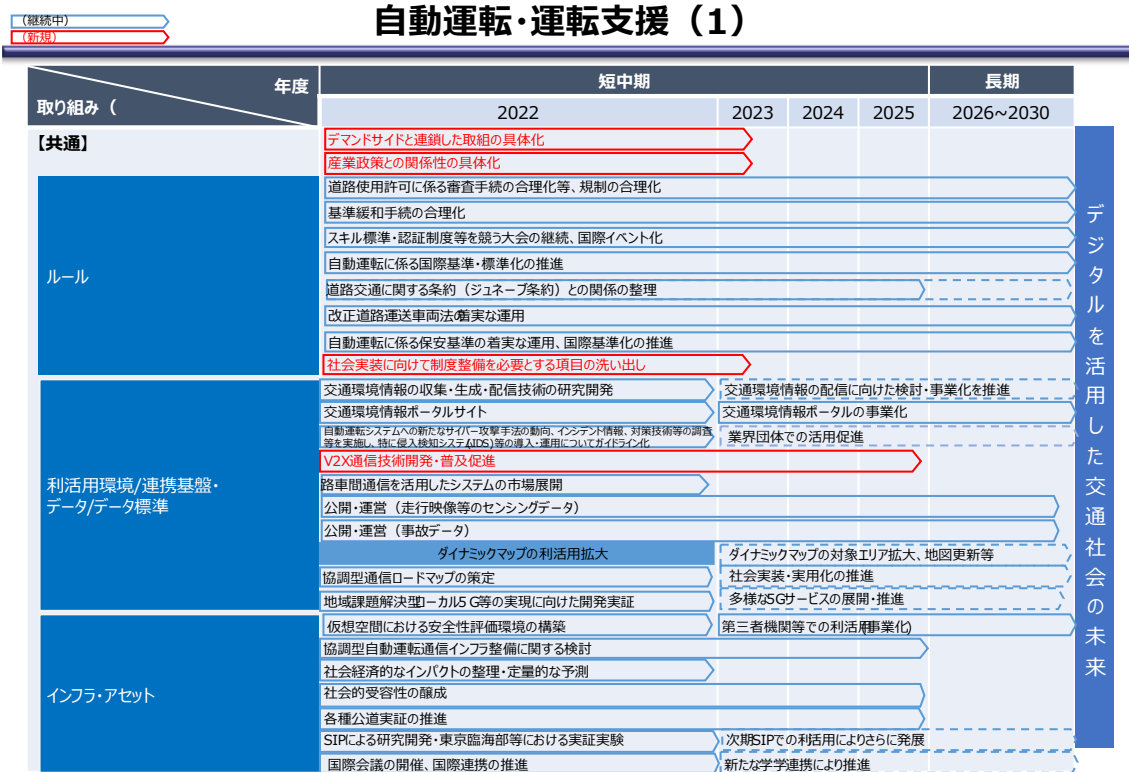 自動運転・運転支援（1）
（継続中）
（新規）
年度
取り組み（
短中期
長期
2022
2023
2024
2025
2026~2030
【共通】
デマンドサイドと連鎖した取組の具体化
産業政策との関係性の具体化
ルール
道路使用許可に係る審査手続の合理化等、規制の合理化
基準緩和手続の合理化
スキル標準・認証制度等を競う大会の継続、国際イベント化
自動運転に係る国際基準・標準化の推進
道路交通に関する条約（ジュネーブ条約）との関係の整理
改正道路運送車両法の着実な運用
自動運転に係る保安基準の着実な運用、国際基準化の推進
社会実装に向けて制度整備を必要とする項目の洗い出し
利活用環境/連携基盤・
データ/データ標準
交通環境情報の収集・生成・配信技術の研究開発
交通環境情報の配信に向けた検討・事業化を推進
交通環境情報ポータルサイト
交通環境情報ポータルの事業化
自動運転システムへの新たなサイバー攻撃手法の動向、インシデント情報、対策技術等の調査
等を実施し、特に侵入検知システム(IDS)等の導入・運用についてガイドライン化
業界団体での活用促進
V2X通信技術開発・普及促進
路車間通信を活用したシステムの市場展開
公開・運営（走行映像等のセンシングデータ）
公開・運営（事故データ）
ダイナミックマップの利活用拡大
ダイナミックマップの対象エリア拡大、地図更新等
協調型通信ロードマップの策定
社会実装・実用化の推進
地域課題解決型ローカル5G等の実現に向けた開発実証
多様な5Gサービスの展開・推進
インフラ・アセット
仮想空間における安全性評価環境の構築
第三者機関等での利活用(事業化)
協調型自動運転通信インフラ整備に関する検討
社会経済的なインパクトの整理・定量的な予測
社会的受容性の醸成
各種公道実証の推進
SIPによる研究開発・東京臨海部等における実証実験
次期SIPでの利活用によりさらに発展
国際会議の開催、国際連携の推進
新たな学学連携により推進
デジタルを活用した交通社会の未来